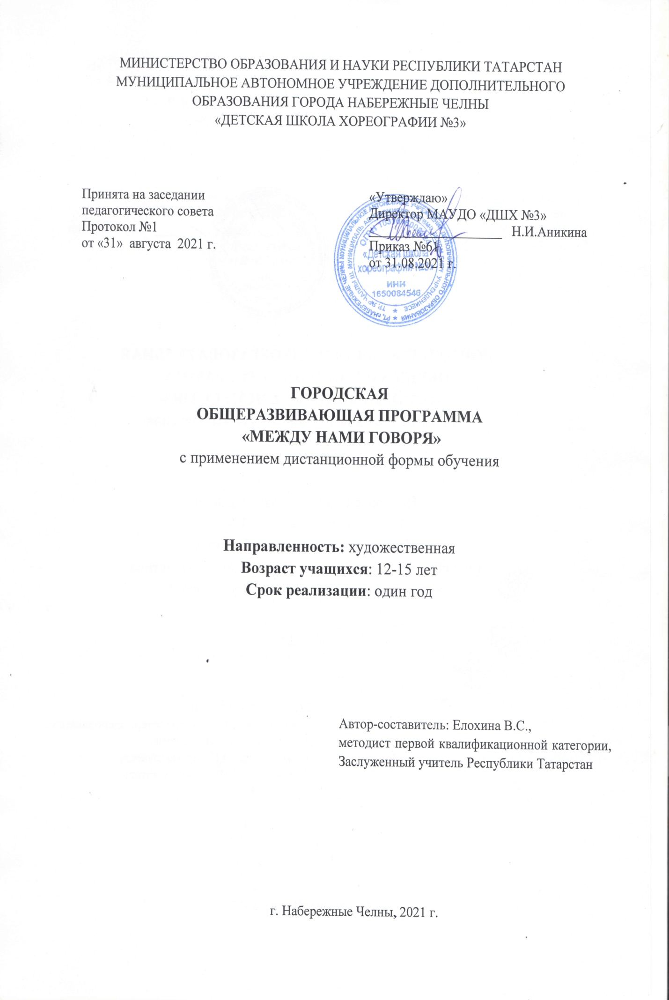 МИНИСТЕРСТВО ОБРАЗОВАНИЯ И НАУКИ РЕСПУБЛИКИ ТАТАРСТАН
МУНИЦИПАЛЬНОЕ АВТОНОМНОЕ УЧРЕЖДЕНИЕ ДОПОЛНИТЕЛЬНОГО
ОБРАЗОВАНИЯ ГОРОДА НАБЕРЕЖНЫЕ ЧЕЛНЫ
«ДЕТСКАЯ ШКОЛА ХОРЕОГРАФИИ №3»
Принята на заседании
педагогического совета
Протокол №1
от «31» августа 2021 г.
«Утверждаю»
Директор МАУДО «ДШХ №3»
Н.И.Аникина
Приказ №61
от 31.08.2021 г.
«Детская школа
хореографии №3»
ИНН
1650084546
ГОРОДСКАЯ
ОБЩЕРАЗВИВАЮЩАЯ ПРОГРАММА
«МЕЖДУ НАМИ ГОВОРЯ»
с применением дистанционной формы обучения
Направленность: художественная
Возраст учащихся: 12-15 лет
Срок реализации: один год
Автор-составитель: Елохина В.С.,
методист первой квалификационной категории,
Заслуженный учитель Республики Татарстан
г. Набережные Челны, 2021 г.